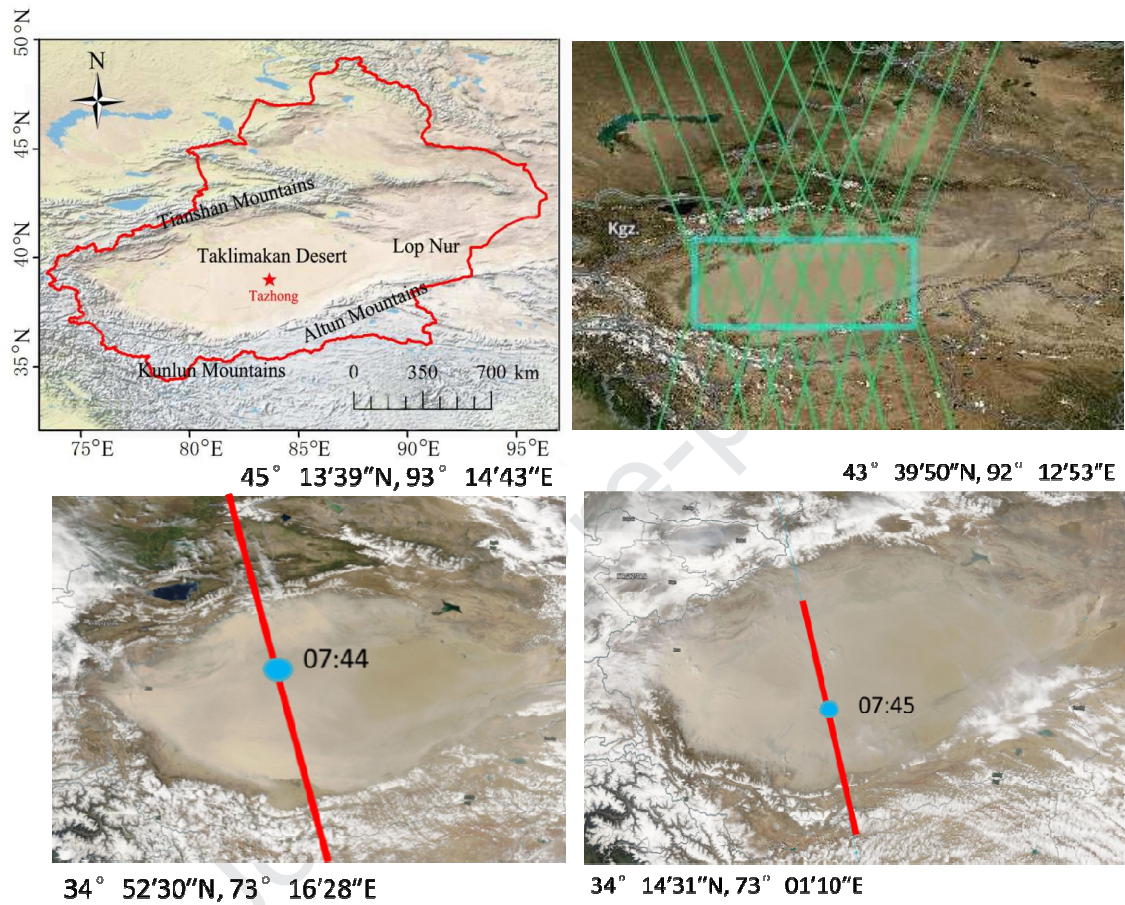 50°N
N
45°N
Tianshan Mountains
Kgz.
40°N
Taklimakan Desert
Lop Nur
Tazhong
Altun Mountains
35°N
Kunlun Mountains
0 350 700 km
75°E 80°E 85°E 90°E 95°E
45° 13′39″N, 93° 14′43″E
43° 39′50″N, 92° 12′53″E
07:44
07:45
34° 52′30″N, 73° 16′28″E
34° 14′31″N, 73° 01′10″E
re-p